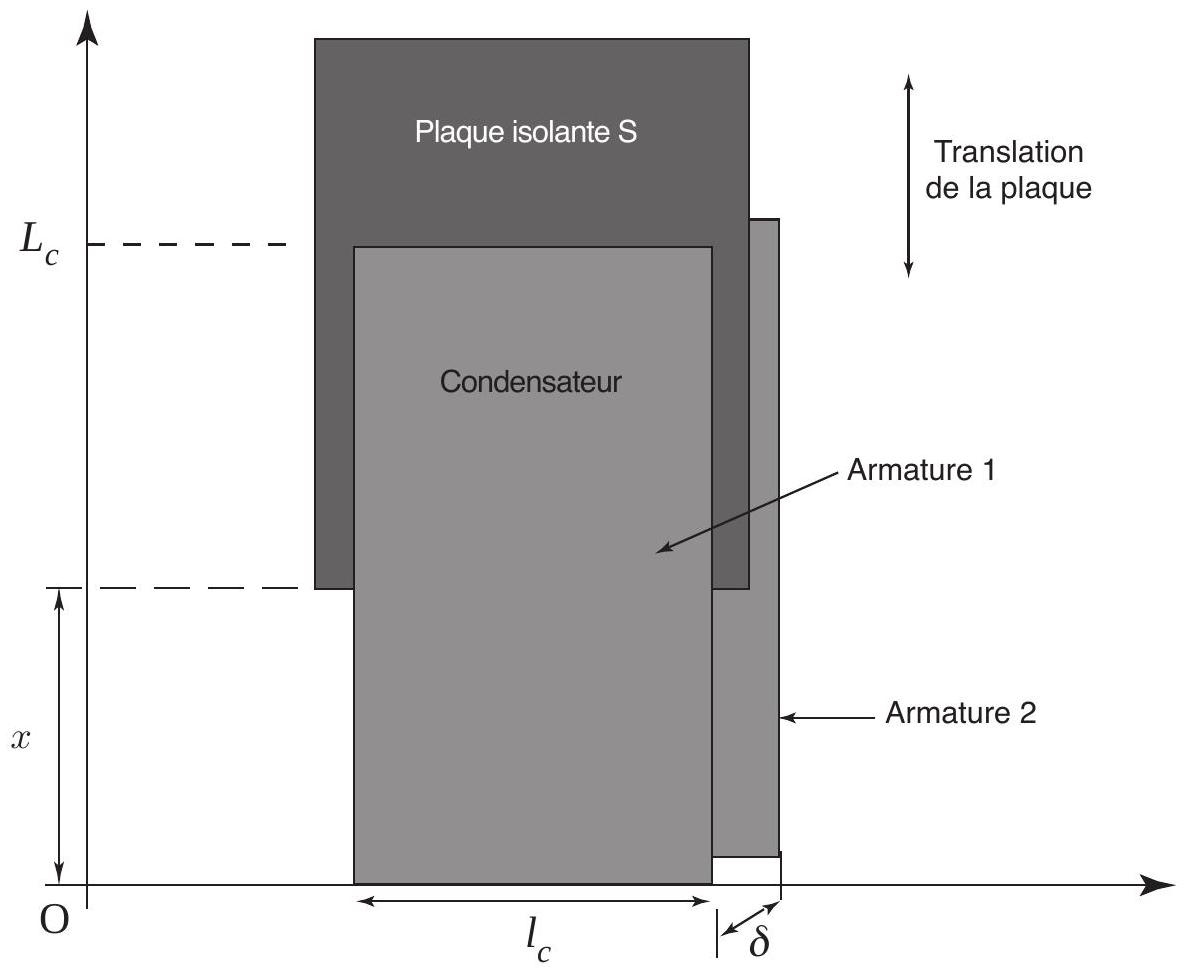 Plaque isolante S
Translation
de la plaque
L_c
Condensateur
Armature 1
Armature 2
x
O
l_c
δ